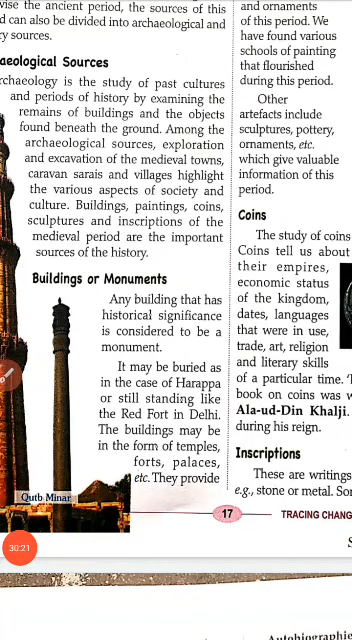 wise the ancient period, the sources of this
d can also be divided into archaeological and
ry sources.
aeological Sources
rchaeology is the study of past cultures
and periods of history by examining the
remains of buildings and the objects
found beneath the ground. Among the
archaeological sources, exploration
and excavation of the medieval towns,
caravan sarais and villages highlight
the various aspects of society and
culture. Buildings, paintings, coins,
sculptures and inscriptions of the
medieval period are the important
sources of the history.
Buildings or Monuments
Any building that has
historical significance
is considered to be a
monument.
It may be buried as
in the case of Harappa
or still standing like
the Red Fort in Delhi.
The buildings may be
in the form of temples,
forts, palaces,
etc. They provide
Qutb Minar
30:21
and ornaments
of this period. We
have found various
schools of painting
that flourished
during this period.
Other
artefacts include
sculptures, pottery,
ornaments, etc.
which give valuable
information of this
period.
Coins
The study of coins
Coins tell us about
their empires,
economic status
of the kingdom,
dates, languages
that were in use,
trade, art, religion
and literary skills
of a particular time.
book on coins was w
Ala-ud-Din Khalji.
during his reign.
Inscriptions
These are writings
e.g., stone or metal. Som
17
TRACING CHANG
S
Autobiographie